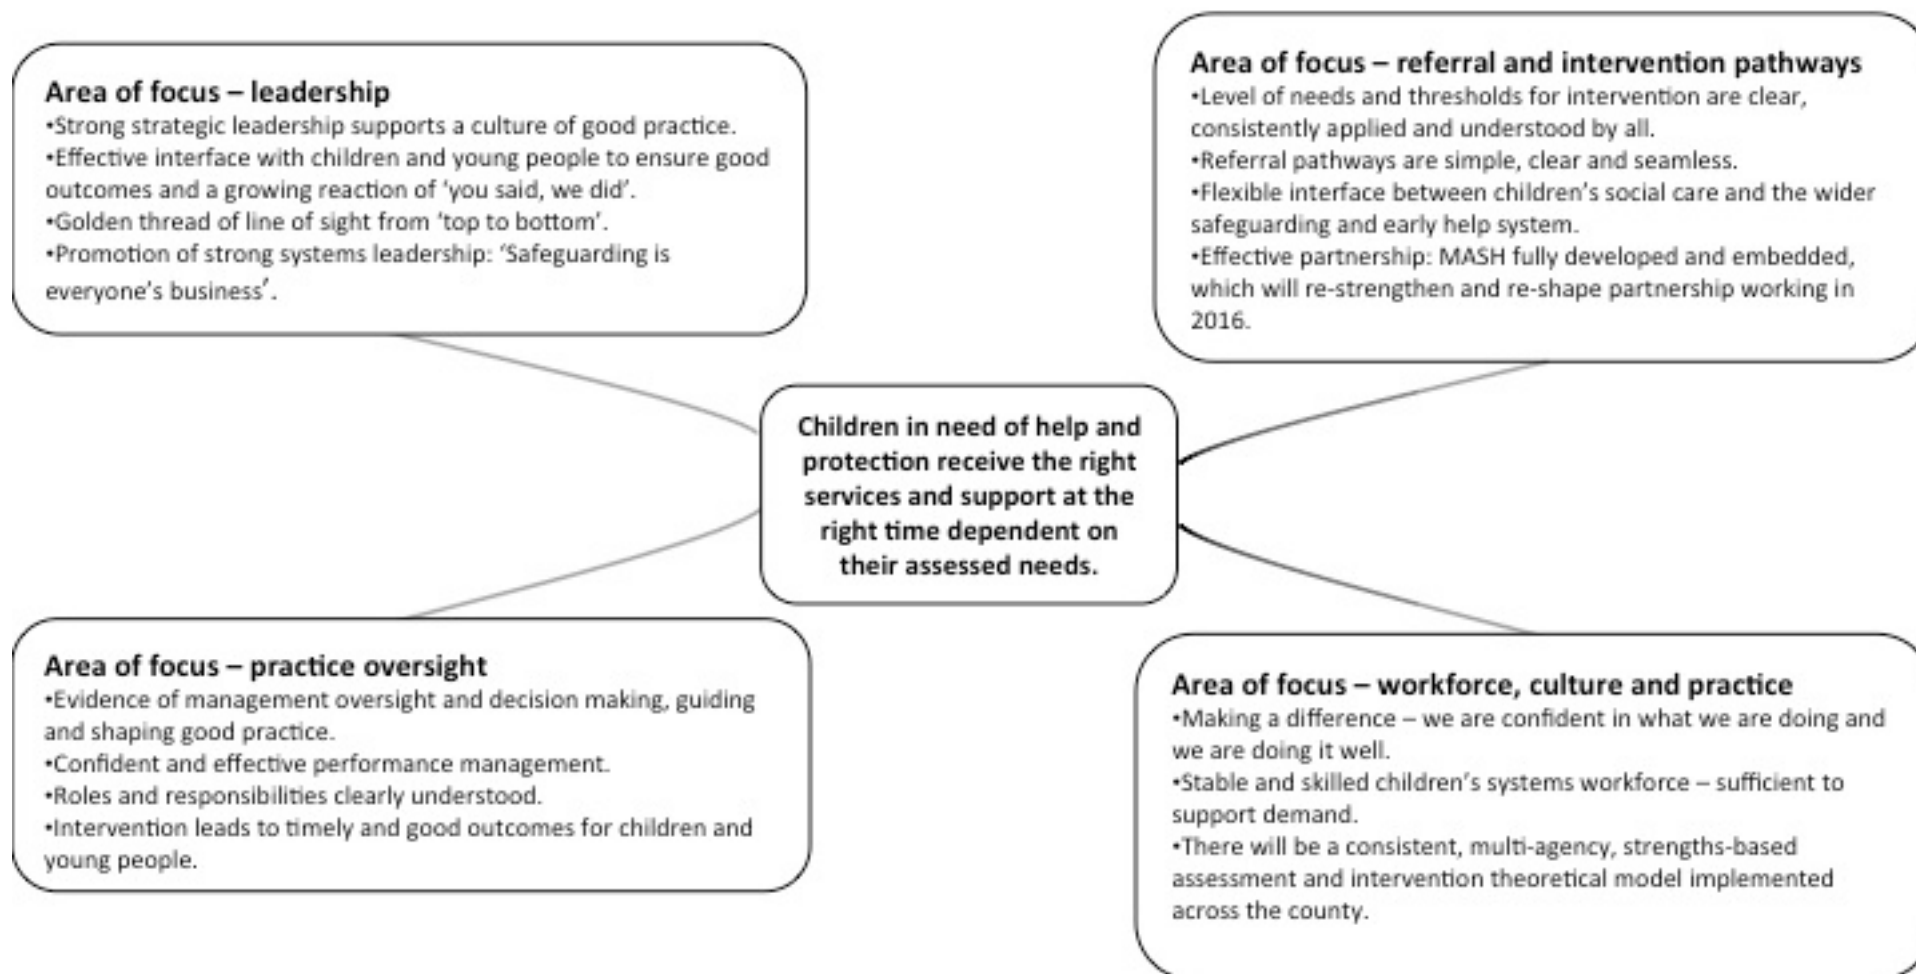 Area of focus – leadership
•Strong strategic leadership supports a culture of good practice.
•Effective interface with children and young people to ensure good
outcomes and a growing reaction of ‘you said, we did’.
•Golden thread of line of sight from ‘top to bottom’.
•Promotion of strong systems leadership: ‘Safeguarding is
everyone’s business’.
Area of focus – referral and intervention pathways
•Level of needs and thresholds for intervention are clear,
consistently applied and understood by all.
•Referral pathways are simple, clear and seamless.
•Flexible interface between children’s social care and the wider
safeguarding and early help system.
•Effective partnership: MASH fully developed and embedded,
which will re-strengthen and re-shape partnership working in
2016.
Children in need of help and
protection receive the right
services and support at the
right time dependent on
their assessed needs.
Area of focus – practice oversight
•Evidence of management oversight and decision making, guiding
and shaping good practice.
•Confident and effective performance management.
•Roles and responsibilities clearly understood.
•Intervention leads to timely and good outcomes for children and
young people.
Area of focus – workforce, culture and practice
•Making a difference – we are confident in what we are doing and
we are doing it well.
•Stable and skilled children’s systems workforce – sufficient to
support demand.
•There will be a consistent, multi-agency, strengths-based
assessment and intervention theoretical model implemented
across the county.